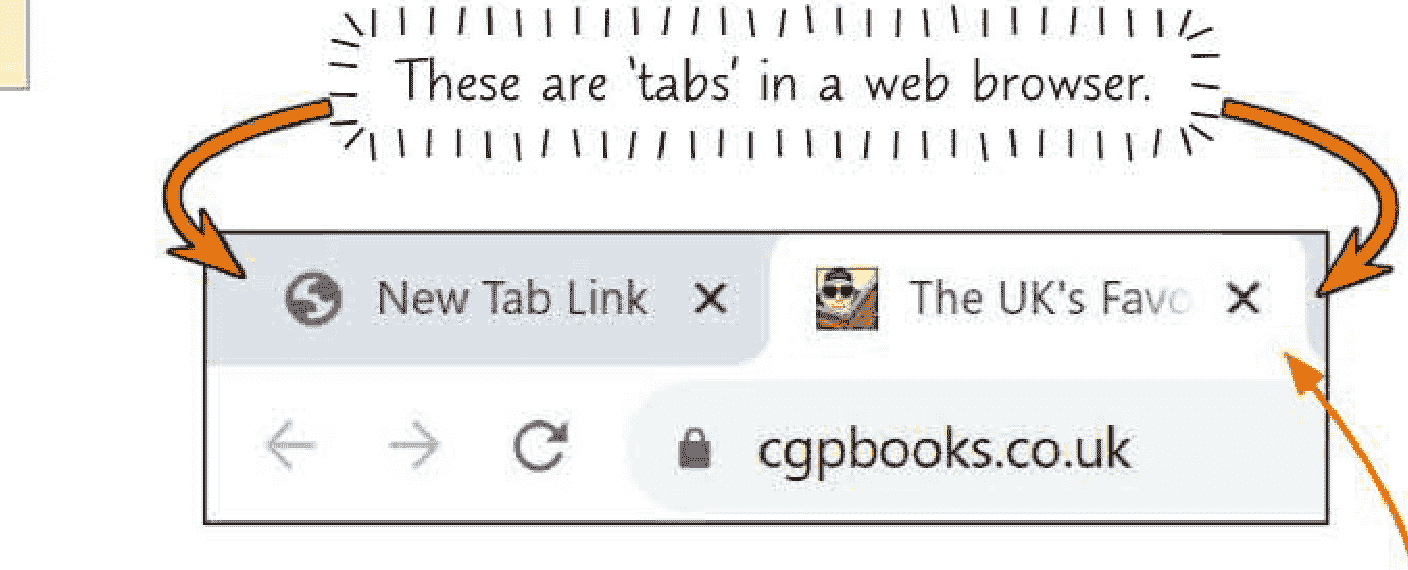 These are 'tabs' in a web browser.
New Tab Link
The UK's Favo
cgpbooks.co.uk